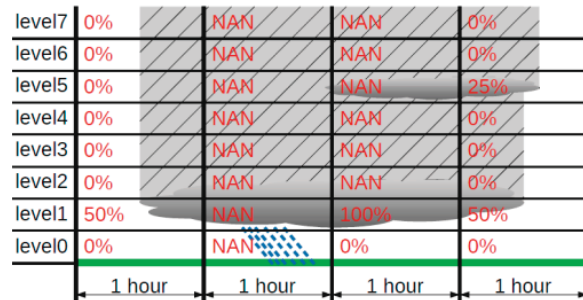 level7 0% NAN NAN 0%
level6 0% NAN NAN 0%
level5 0% NAN NAN 25%
level4 0% NAN NAN 0%
level3 0% NAN NAN 0%
level2 0% NAN NAN 0%
level1 50% NAN 100% 50%
level0 0% NAN 0% 0%
1 hour 1 hour 1 hour 1 hour